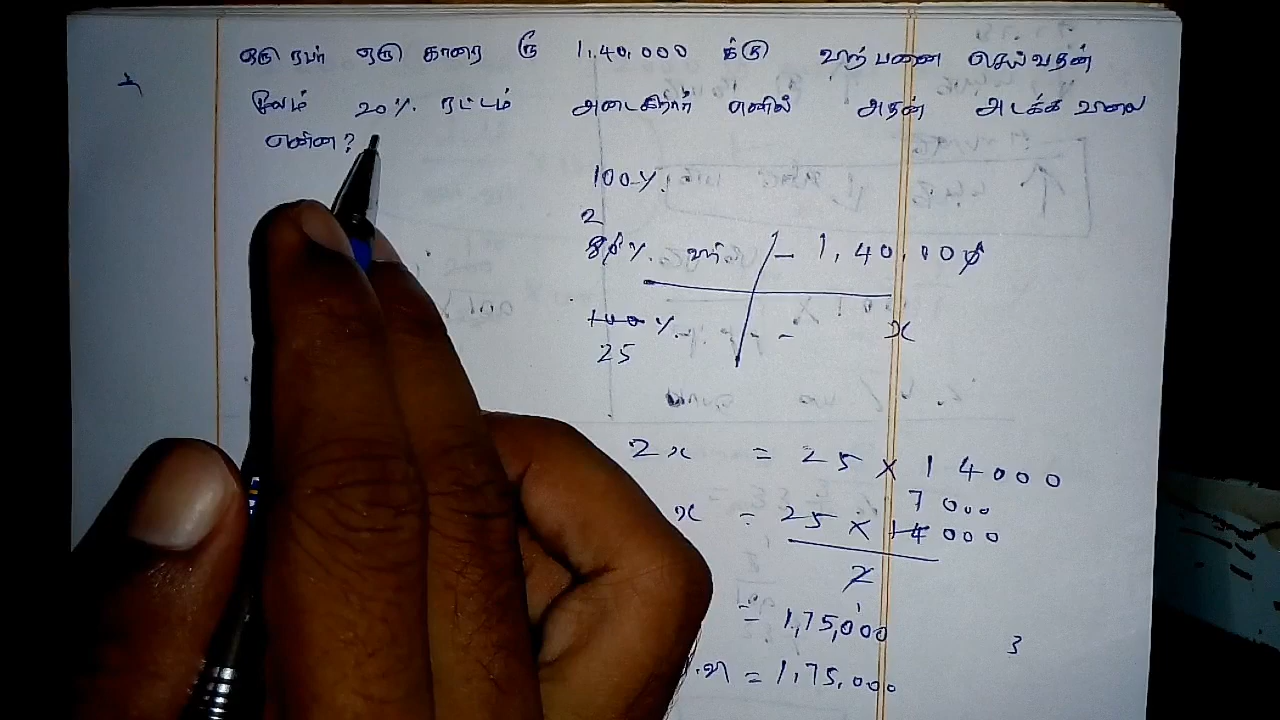 ஒரு நபர் ஒரு காரை ரூ 1,40,000 க்கு விற்பனை செய்வதன்
மூலம் 20% நட்டம் அடைகிறார் எனில் அதன் அடக்க விலை
என்ன?
100%
2
80% வி - 1,40,000
100% - x
25
2x = 25 × 14000
7000
x = 25 × 14000
2
= 1,75,000
3
.வி = 1,75,000